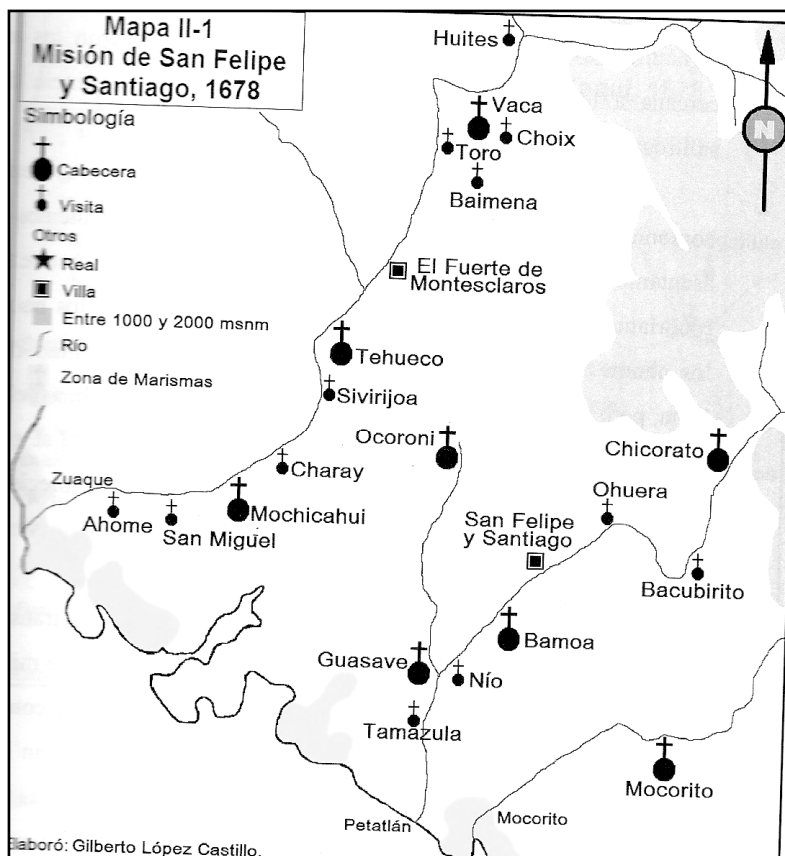 Mapa II-1
Misión de San Felipe
y Santiago, 1678
Simbología
Cabecera
Visita
Otros
Real
Villa
Entre 1000 y 2000 msnm
Río
Zona de Marismas
N
Huites
Vaca
Choix
Toro
Baimena
El Fuerte de
Montesclaros
Tehueco
Sivirijoa
Ocoroni
Chicorato
Charay
Zuaque
Ohuera
Ahome
San Miguel
Mochicahui
San Felipe
y Santiago
Bacubirito
Bamoa
Guasave
Nío
Tamazula
Mocorito
Petatlán
Mocorito
Elaboró: Gilberto López Castillo.